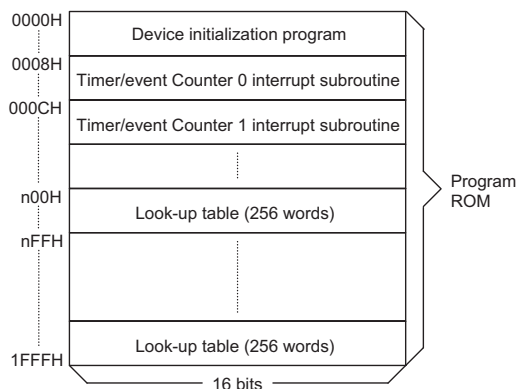 0000H
Device initialization program
0008H
Timer/event Counter 0 interrupt subroutine
000CH
Timer/event Counter 1 interrupt subroutine
n00H
Look-up table (256 words)
nFFH
Program
ROM
Look-up table (256 words)
1FFFH
16 bits